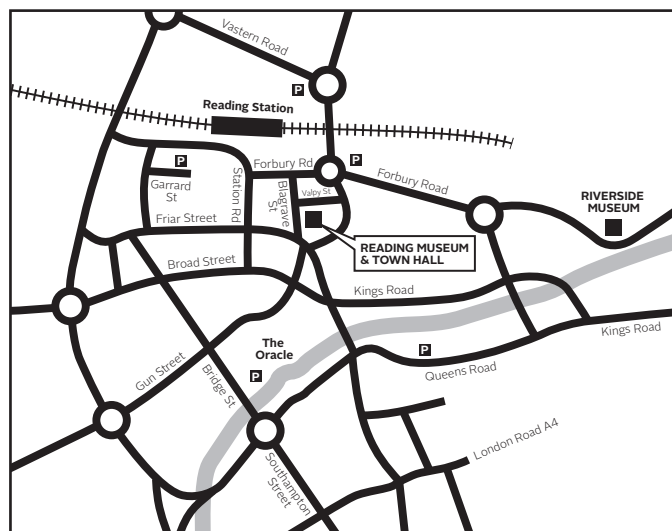 Vastern Road
P
Reading Station
P
P
Forbury Rd
Garrard
St
Station Rd
Blagrave
St
Valpy St
Forbury Road
RIVERSIDE
MUSEUM
Friar Street
READING MUSEUM
& TOWN HALL
Broad Street
Kings Road
Kings Road
The
Oracle
P
P
Gun Street
Bridge St
Queens Road
London Road A4
Southampton
Street